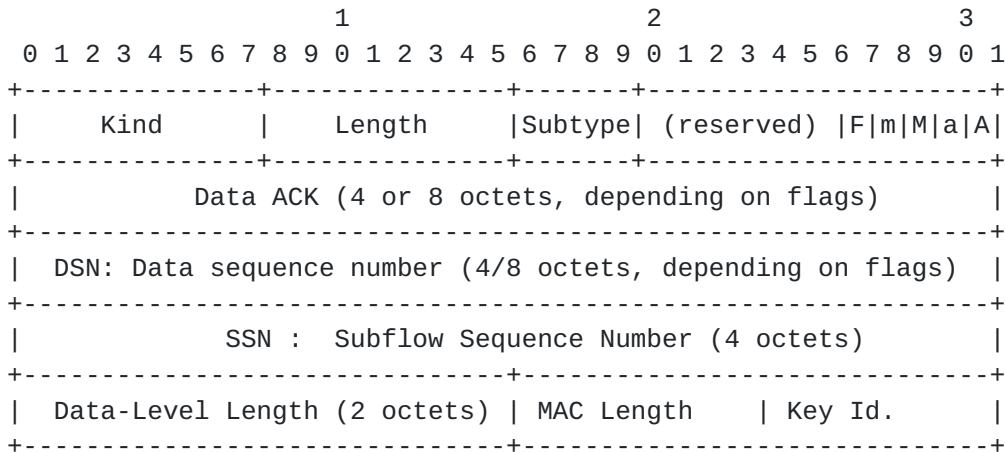 1                   2                   3
 0 1 2 3 4 5 6 7 8 9 0 1 2 3 4 5 6 7 8 9 0 1 2 3 4 5 6 7 8 9 0 1
+---------------+---------------+-------+----------------------+
|     Kind      |    Length     |Subtype| (reserved) |F|m|M|a|A|
+---------------+---------------+-------+----------------------+
|           Data ACK (4 or 8 octets, depending on flags)       |
+--------------------------------------------------------------+
|  DSN: Data sequence number (4/8 octets, depending on flags)  |
+--------------------------------------------------------------+
|             SSN :  Subflow Sequence Number (4 octets)        |
+-------------------------------+------------------------------+
|  Data-Level Length (2 octets) | MAC Length    | Key Id.      |
+-------------------------------+------------------------------+